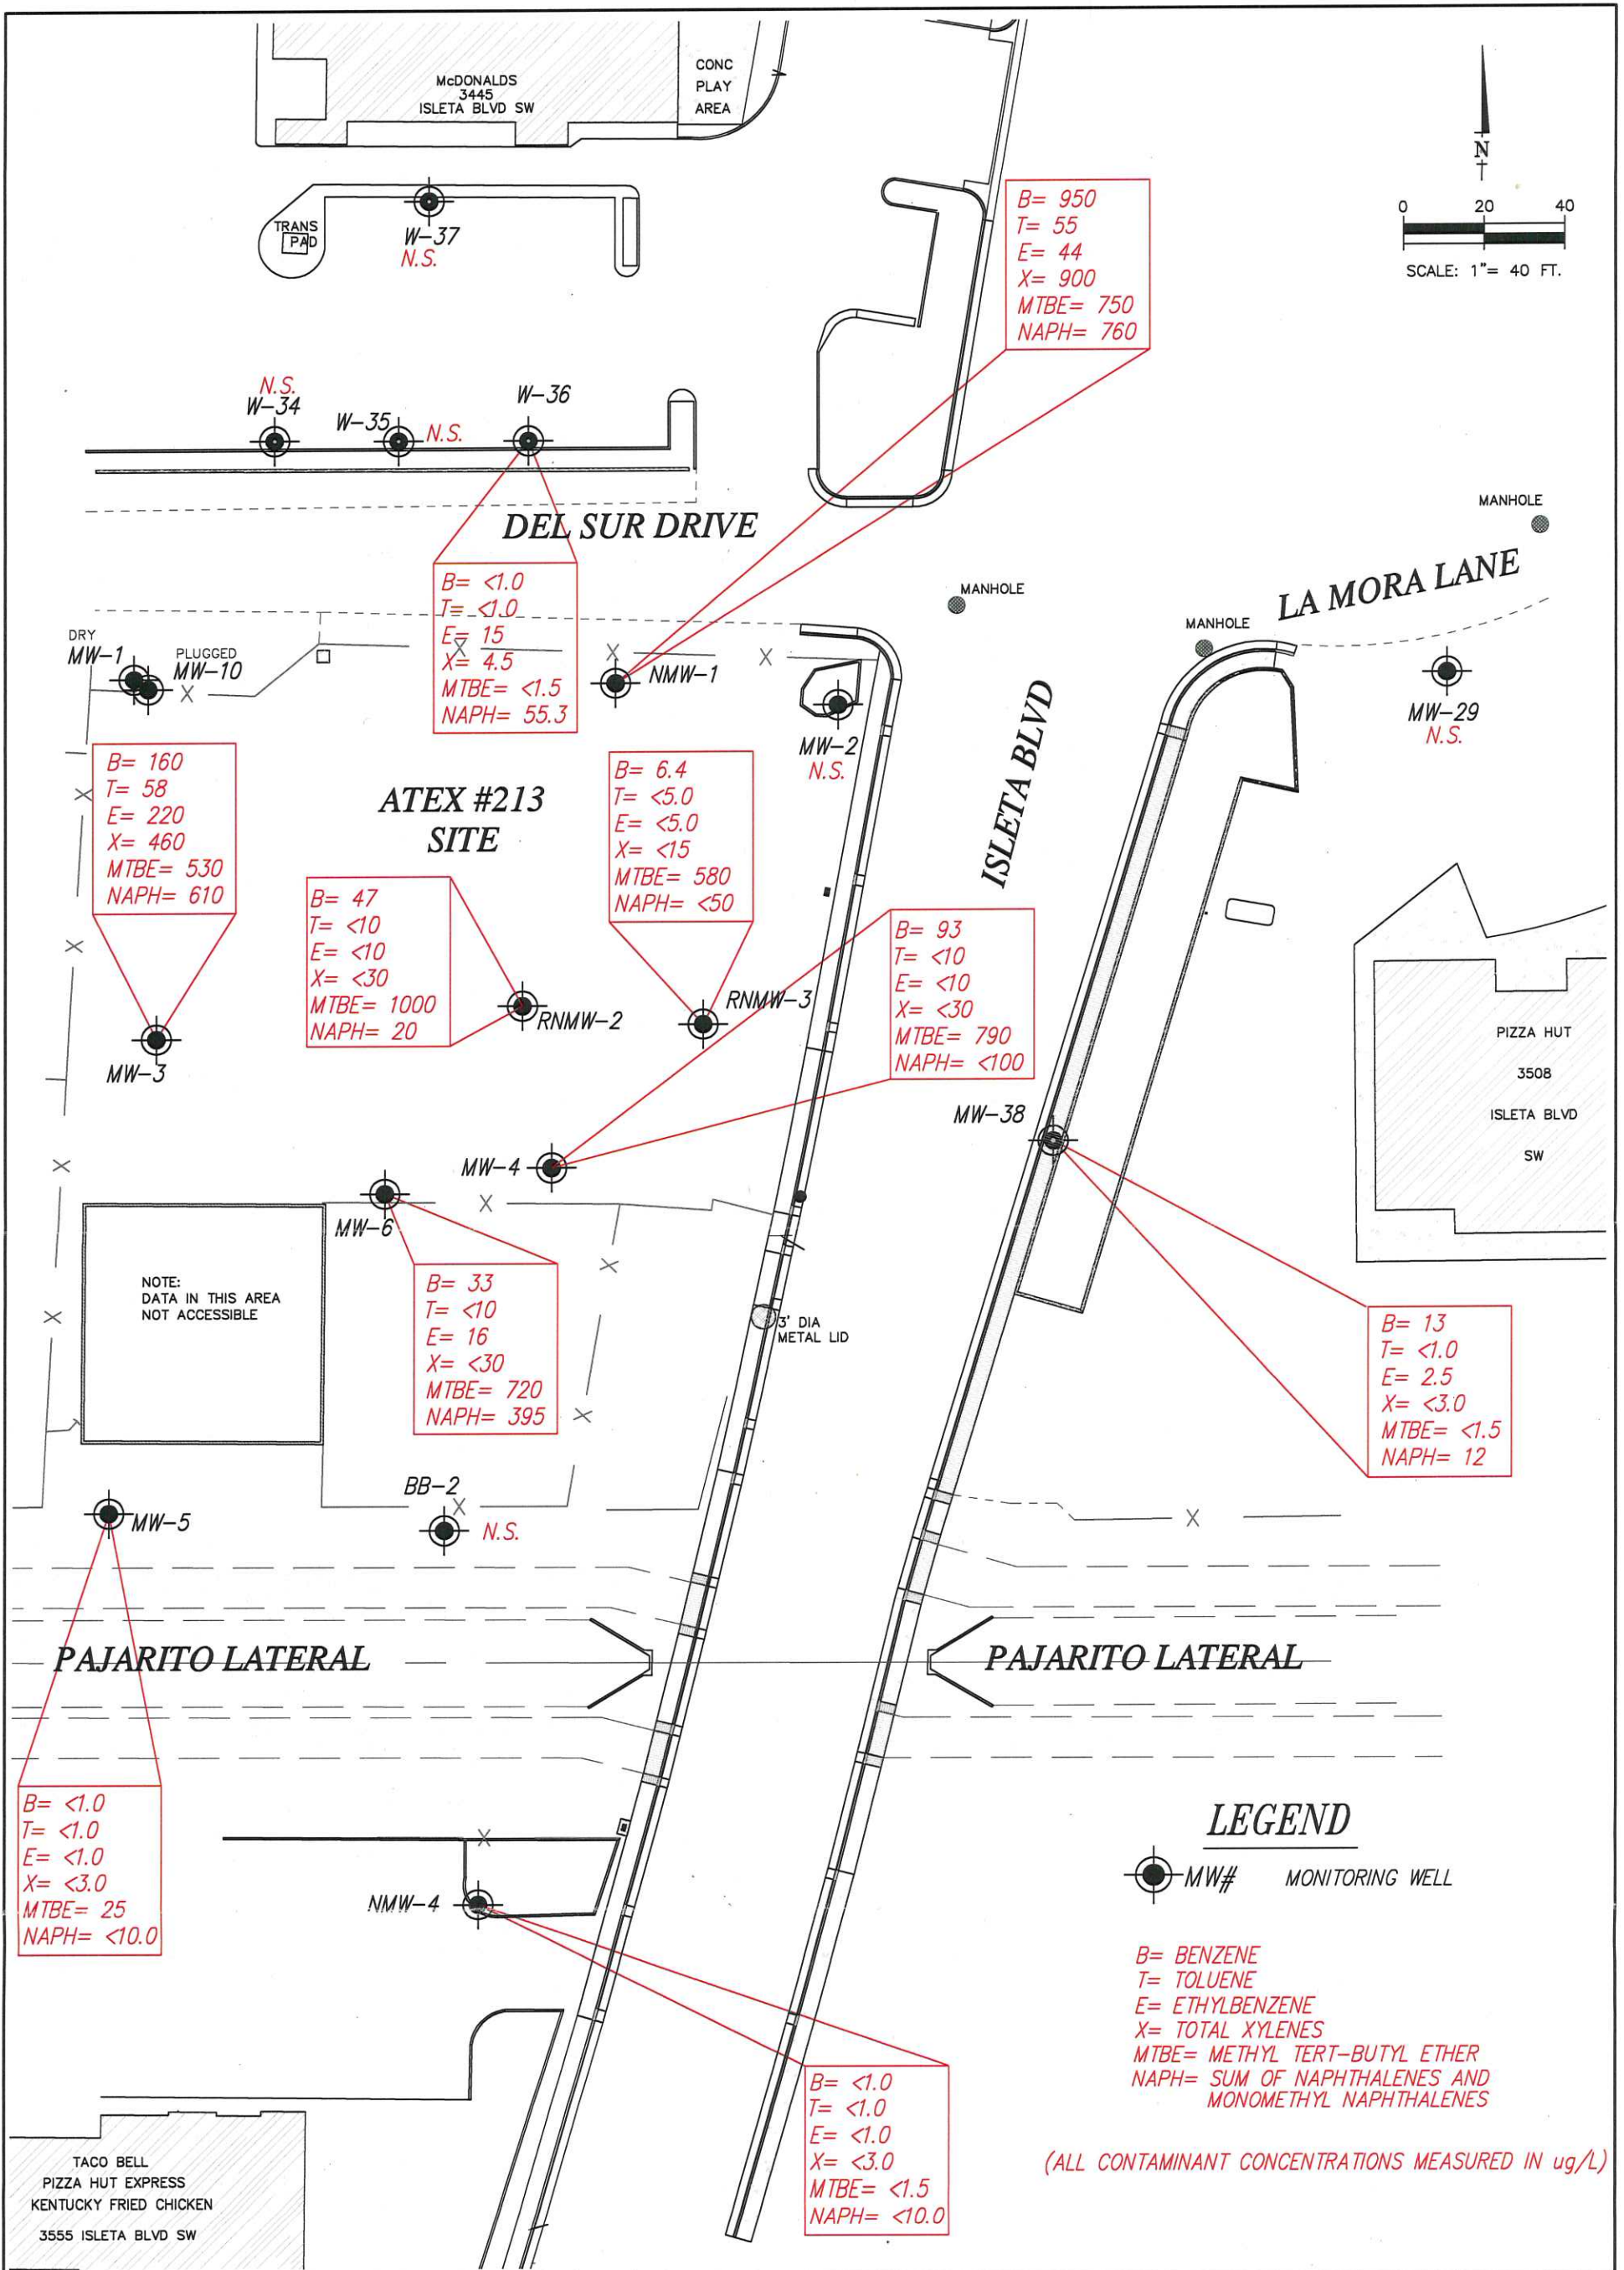 McDONALDS
3445
ISLETA BLVD SW
CONC
PLAY
AREA
N
0 20 40
SCALE: 1"= 40 FT.
TRANS
PAD
W-37
N.S.
B= 950
T= 55
E= 44
X= 900
MTBE= 750
NAPH= 760
N.S.
W-34
W-35
N.S.
W-36
DEL SUR DRIVE
MANHOLE
MANHOLE
LA MORA LANE
MANHOLE
B= <1.0
T= <1.0
E= 15
X= 4.5
MTBE= <1.5
NAPH= 55.3
DRY
MW-1
PLUGGED
MW-10
NMW-1
MW-2
N.S.
MW-29
N.S.
ISLETA BLVD
B= 160
T= 58
E= 220
X= 460
MTBE= 530
NAPH= 610
ATEX #213
SITE
B= 6.4
T= <5.0
E= <5.0
X= <15
MTBE= 580
NAPH= <50
B= 47
T= <10
E= <10
X= <30
MTBE= 1000
NAPH= 20
B= 93
T= <10
E= <10
X= <30
MTBE= 790
NAPH= <100
RNMW-2
RNMW-3
MW-3
PIZZA HUT
3508
ISLETA BLVD
SW
MW-38
MW-4
MW-6
NOTE:
DATA IN THIS AREA
NOT ACCESSIBLE
B= 33
T= <10
E= 16
X= <30
MTBE= 720
NAPH= 395
3' DIA
METAL LID
B= 13
T= <1.0
E= 2.5
X= <3.0
MTBE= <1.5
NAPH= 12
MW-5
BB-2
N.S.
PAJARITO LATERAL
PAJARITO LATERAL
B= <1.0
T= <1.0
E= <1.0
X= <3.0
MTBE= 25
NAPH= <10.0
NMW-4
LEGEND
MW# MONITORING WELL
B= BENZENE
T= TOLUENE
E= ETHYLBENZENE
X= TOTAL XYLENES
MTBE= METHYL TERT-BUTYL ETHER
NAPH= SUM OF NAPHTHALENES AND
MONOMETHYL NAPHTHALENES
B= <1.0
T= <1.0
E= <1.0
X= <3.0
MTBE= <1.5
NAPH= <10.0
(ALL CONTAMINANT CONCENTRATIONS MEASURED IN ug/L)
TACO BELL
PIZZA HUT EXPRESS
KENTUCKY FRIED CHICKEN
3555 ISLETA BLVD SW